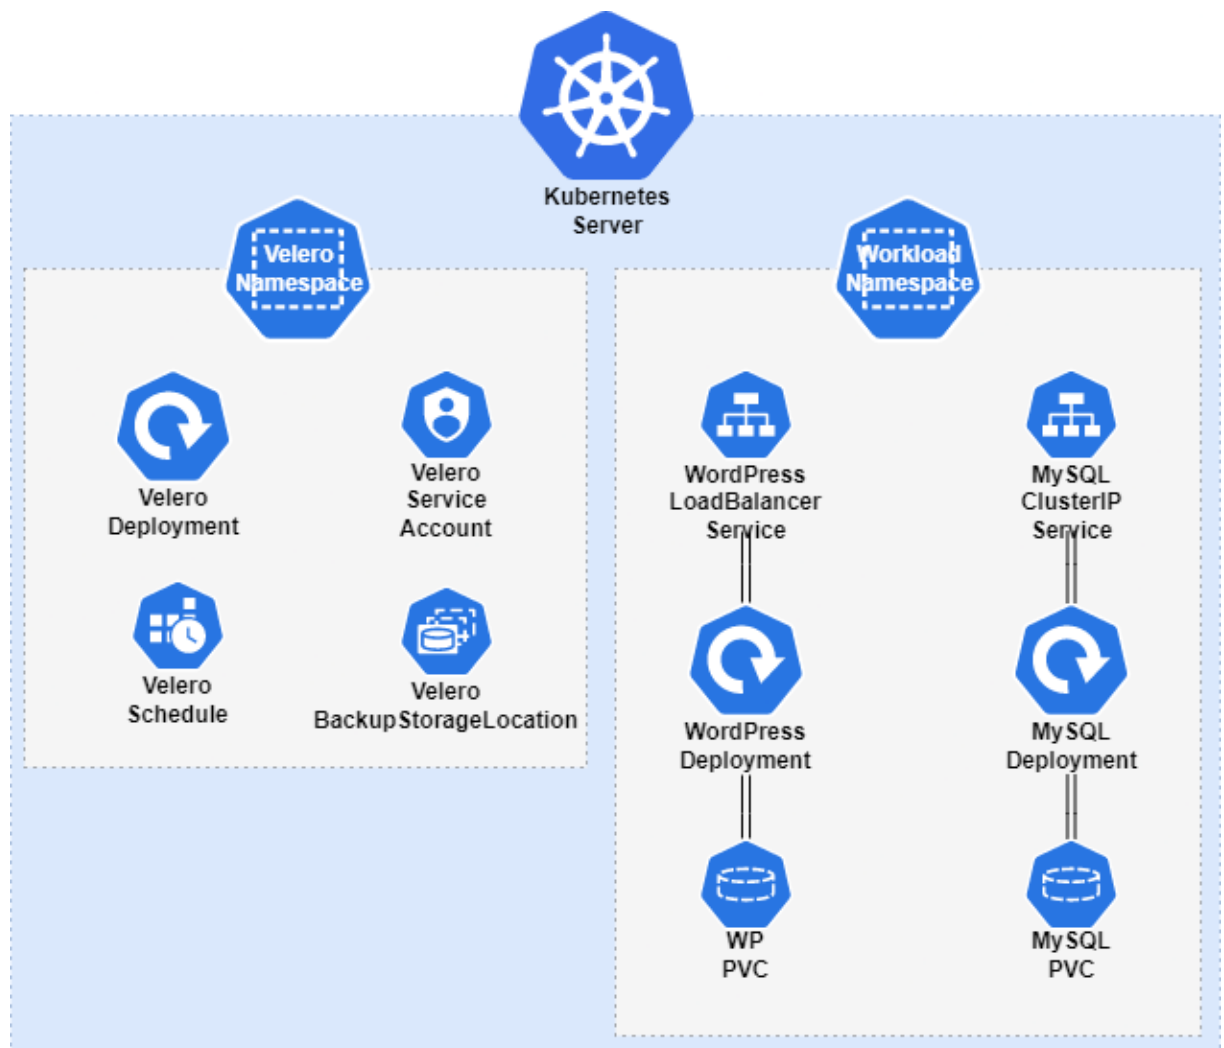 Kubernetes
Server
Velero
Namespace
Workload
Namespace
Velero
Deployment
Velero
Service
Account
Velero
Schedule
Velero
BackupStorageLocation
WordPress
LoadBalancer
Service
MySQL
ClusterIP
Service
WordPress
Deployment
MySQL
Deployment
WP
PVC
MySQL
PVC